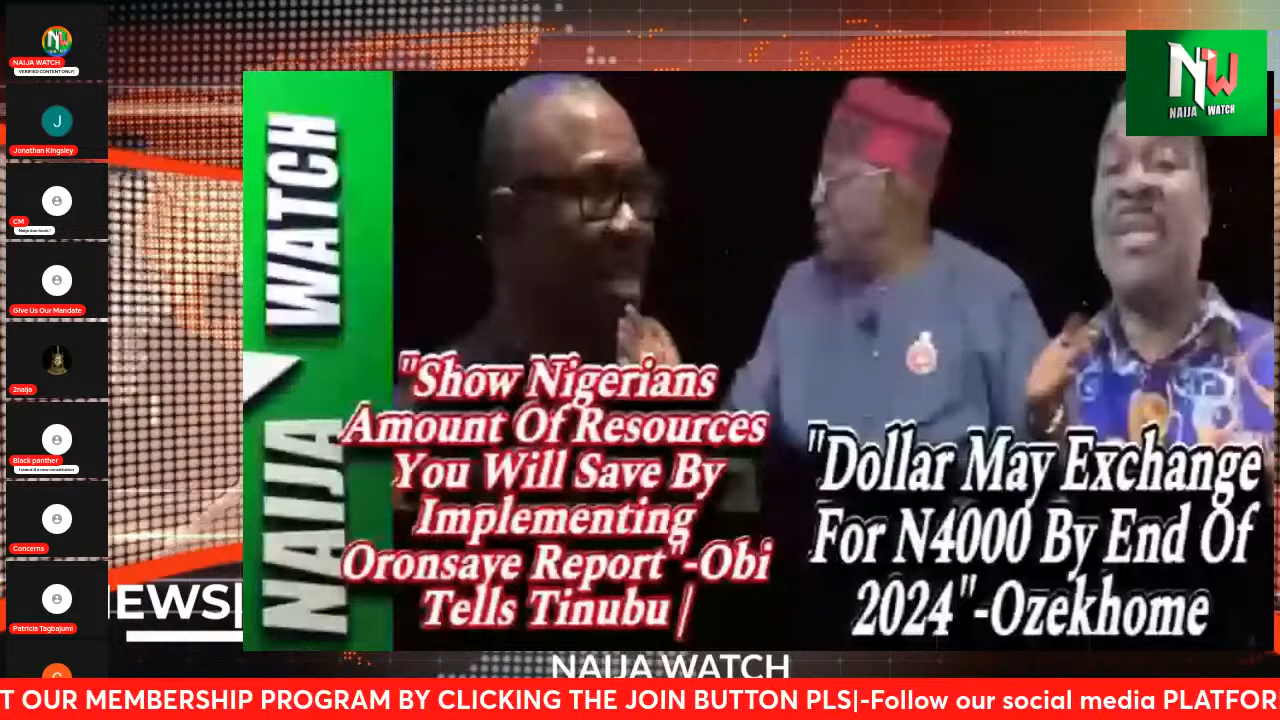 NAIJA WATCH
VERIFIED CONTENT ONLY)
J
Jonathan Kingsley
CM
Give Us Our Mandate
2naija
Black panther
Concerns
Patricia Tagbajumi
NAIJA WATCH
NW
NAIJA WATCH
"Show Nigerians
Amount Of Resources
You Will Save By
Implementing
Oronsaye Report"-Obi
Tells Tinubu |
"Dollar May Exchange
For N4000 By End Of
2024"-Ozekhome
EWS|
NAIJA WATCH
T OUR MEMBERSHIP PROGRAM BY CLICKING THE JOIN BUTTON PLS|-Follow our social media PLATFOR